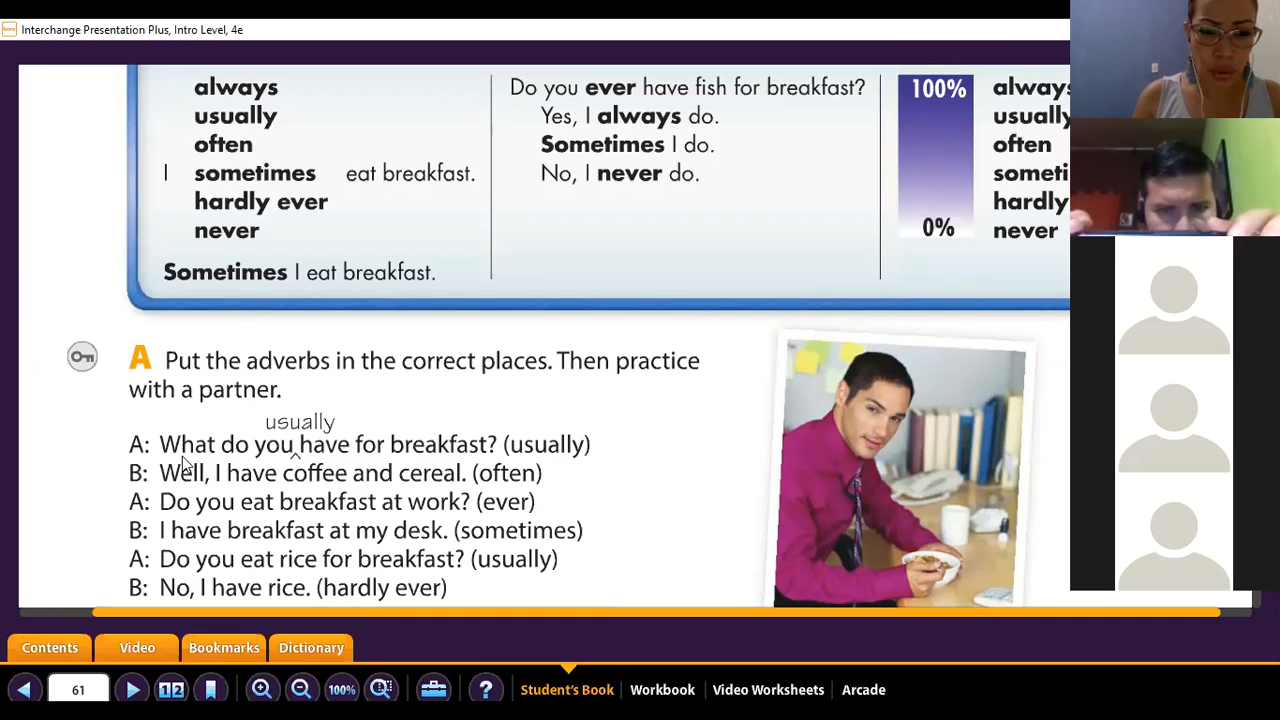 Interchange Presentation Plus, Intro Level, 4e
always
usually
often
I sometimes eat breakfast.
hardly ever
never
Sometimes I eat breakfast.
Do you ever have fish for breakfast?
Yes, I always do.
Sometimes I do.
No, I never do.
100%
0%
always
usually
often
someti
hardly
never
A Put the adverbs in the correct places. Then practice
with a partner.
usually
A: What do you ^ have for breakfast? (usually)
B: Well, I have coffee and cereal. (often)
A: Do you eat breakfast at work? (ever)
B: I have breakfast at my desk. (sometimes)
A: Do you eat rice for breakfast? (usually)
B: No, I have rice. (hardly ever)
Contents Video Bookmarks Dictionary
61 12 100% ? Student's Book Workbook Video Worksheets Arcade